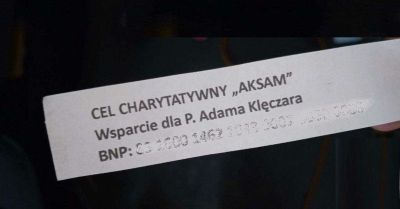 CEL CHARYTATYWNY „AKSAM”
Wsparcie dla P. Adama Klęczara
BNP: